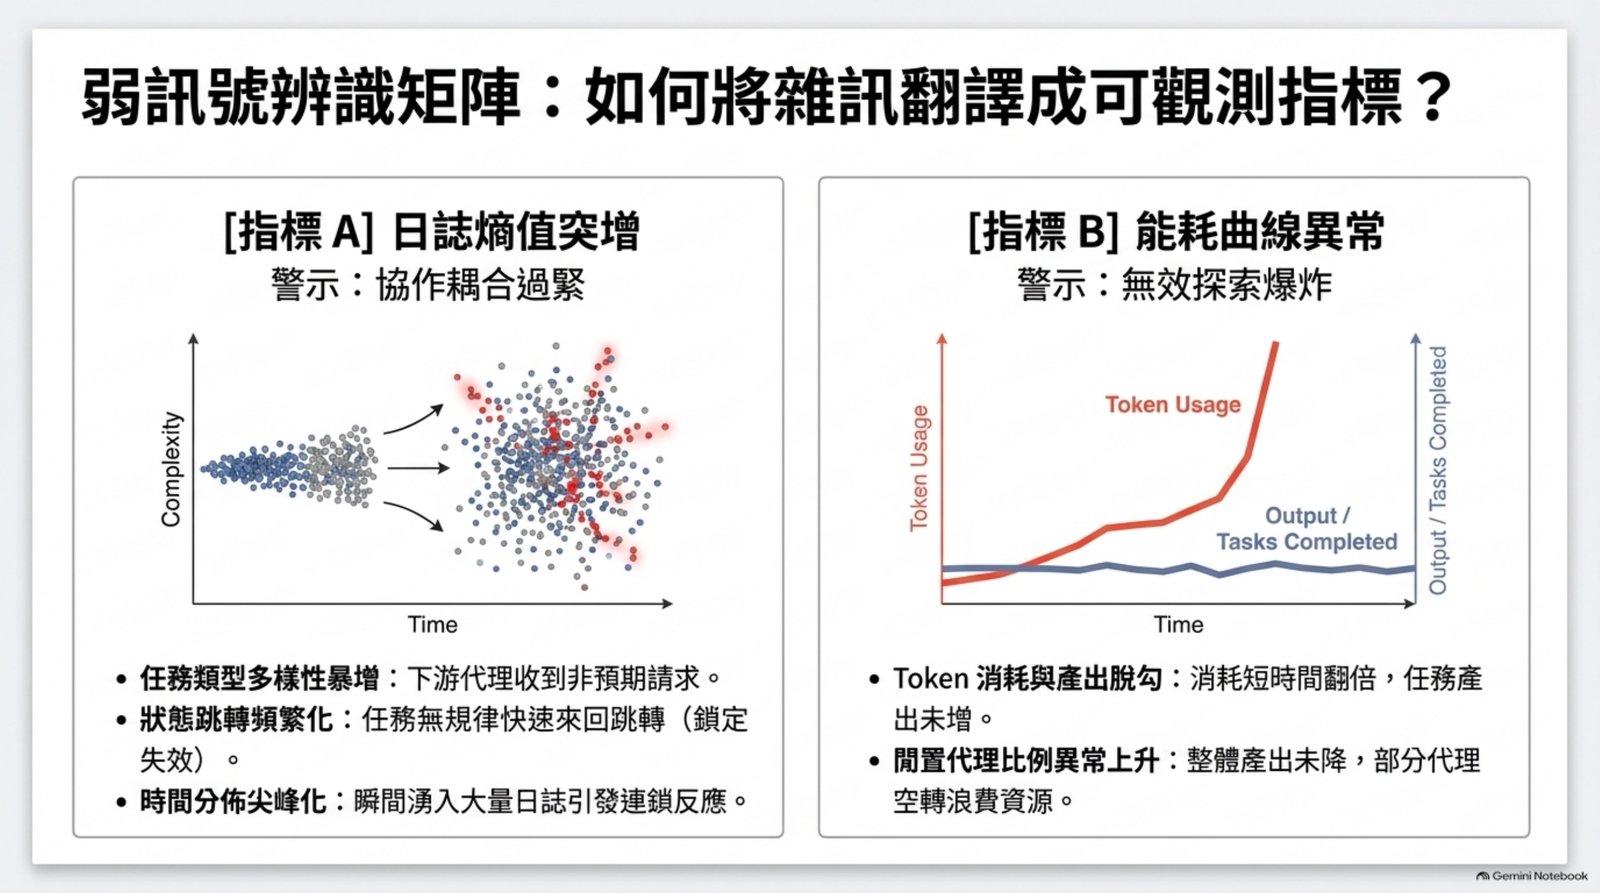 弱訊號辨識矩陣：如何將雜訊翻譯成可觀測指標？
[指標 A] 日誌熵值突增
警示：協作耦合過緊
Complexity
Time
• 任務類型多樣性暴增：下游代理收到非預期請求。
• 狀態跳轉頻繁化：任務無規律快速來回跳轉（鎖定
失效）。
• 時間分佈尖峰化：瞬間湧入大量日誌引發連鎖反應。
[指標 B] 能耗曲線異常
警示：無效探索爆炸
Token Usage
Token Usage
Output /
Tasks Completed
Output / Tasks Completed
Time
• Token 消耗與產出脫勾：消耗短時間翻倍，任務產
出未增。
• 閒置代理比例異常上升：整體產出未降，部分代理
空轉浪費資源。
Gemini Notebook